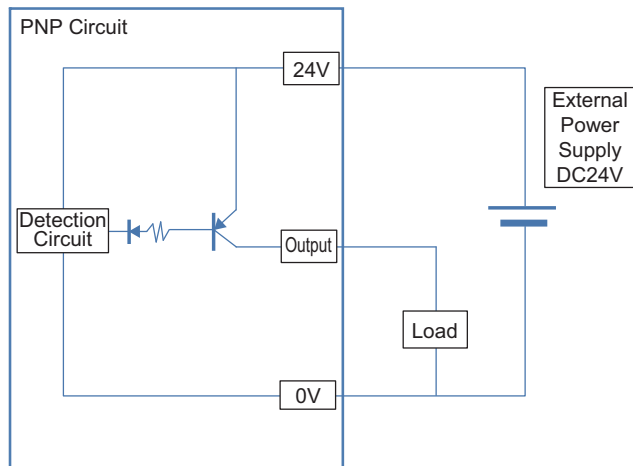 PNP Circuit
24V
External
Power
Supply
DC24V
Detection
Circuit
Output
Load
0V